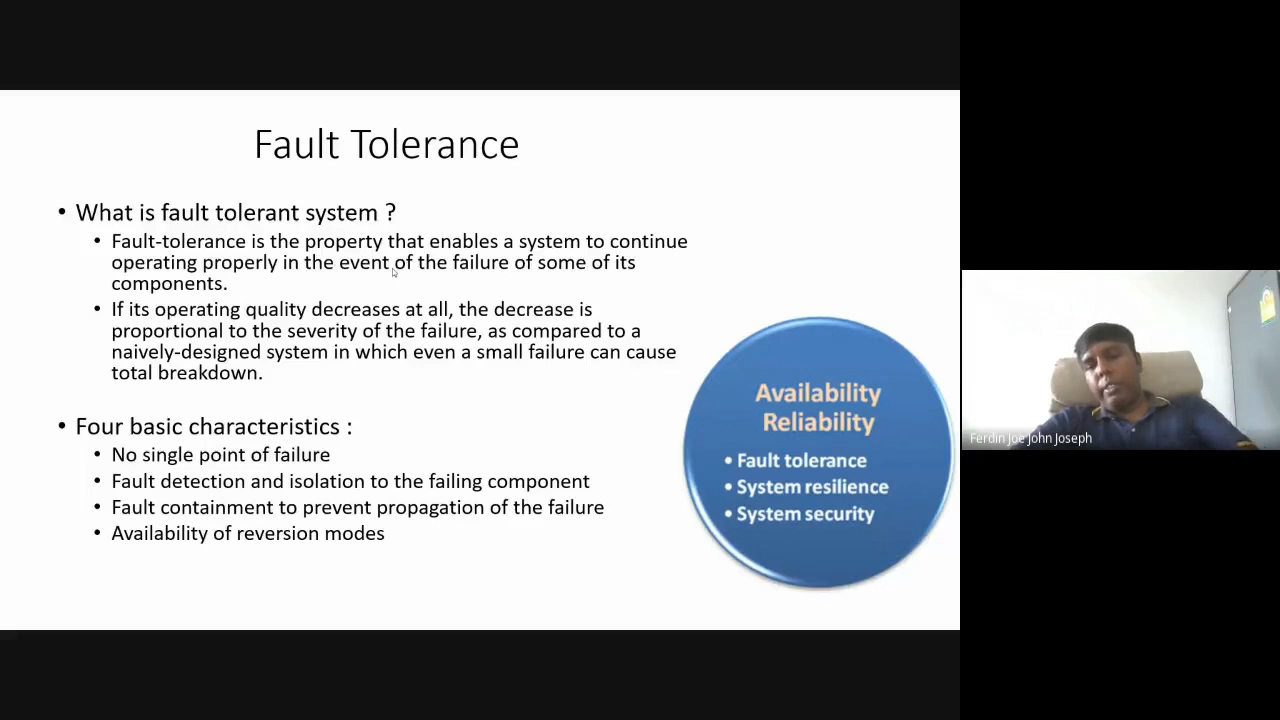 Fault Tolerance
• What is fault tolerant system ?
• Fault-tolerance is the property that enables a system to continue
operating properly in the event of the failure of some of its
components.
• If its operating quality decreases at all, the decrease is
proportional to the severity of the failure, as compared to a
naively-designed system in which even a small failure can cause
total breakdown.
• Four basic characteristics :
• No single point of failure
• Fault detection and isolation to the failing component
• Fault containment to prevent propagation of the failure
• Availability of reversion modes
Availability
Reliability
• Fault tolerance
• System resilience
• System security
Ferdin Joe John Joseph